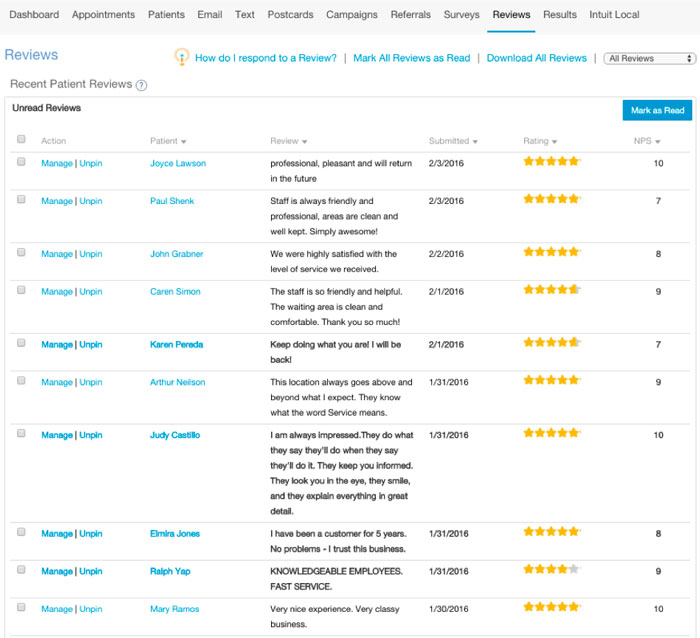 Dashboard Appointments Patients Email Text Postcards Campaigns Referrals Surveys Reviews Results Intuit Local
Reviews
How do I respond to a Review? | Mark All Reviews as Read | Download All Reviews | All Reviews
Recent Patient Reviews ?
Unread Reviews
Mark as Read
Action Patient Review Submitted Rating NPS
Manage | Unpin Joyce Lawson professional, pleasant and will return 2/3/2016 10
in the future
Manage | Unpin Paul Shenk Staff is always friendly and 2/3/2016 7
professional, areas are clean and
well kept. Simply awesome!
Manage | Unpin John Grabner We were highly satisfied with the 2/2/2016 8
level of service we received.
Manage | Unpin Caren Simon The staff is so friendly and helpful. 2/1/2016 9
The waiting area is clean and
comfortable. Thank you so much!
Manage | Unpin Karen Pereda Keep doing what you are! I will be 2/1/2016 7
back!
Manage | Unpin Arthur Neilson This location always goes above and 1/31/2016 9
beyond what I expect. They know
what the word Service means.
Manage | Unpin Judy Castillo I am always impressed.They do what 1/31/2016 10
they say they'll do when they say
they'll do it. They keep you informed.
They look you in the eye, they smile,
and they explain everything in great
detail.
Manage | Unpin Elmira Jones I have been a customer for 5 years. 1/31/2016 8
No problems - I trust this business.
Manage | Unpin Ralph Yap KNOWLEDGEABLE EMPLOYEES. 1/31/2016 9
FAST SERVICE.
Manage | Unpin Mary Ramos Very nice experience. Very classy 1/30/2016 10
business.